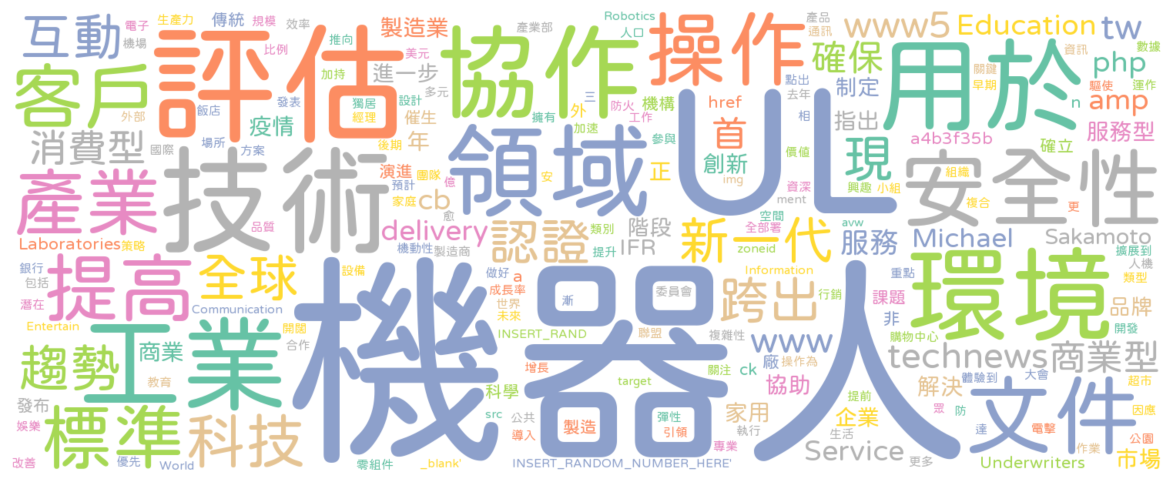 互動
電子
生產力
傳統
規模
效率
製造業
產業部
Robotics
人口
產品
通訊
www5
Education
tw
機場
比例
推向
美元
客戶
評估
協作
操作
確保
用於
資訊
數據
php
加持
進一步
多元
點出
去年
制定
關鍵
早期
驅使
運作
外部
飯店
發表
獨居
經理
設計
催生
三
防火
機構
href
n
amp
疫情
年
擁有
外
加速
工作
首
相
指出
a4b3f35b
確立
服務型
消費型
國際
場所
方案
後期
參與
創新
價值
現
領域
UL
安全性
產業
技術
演進
團隊
正
img
興趣
小組
組織
複合
更
預計
家庭
億
cb
安
資深
ment
品質
愈
delivery
認證
類別
階段
空間
全部署
avw
服務
Michael
Sakamoto
Laboratories
策略
機動性
製造商
提升
IFR
新一代
zoneid
重點
擴展到
人機
類型
銀行
包括
提高
全球
設備
做好
a
成長率
Information
環境
潛在
世界
未來
漸
委員會
跨出
行銷
課題
品牌
Entertain
Communication
開闊
機器人
INSERT_RAND
聯盟
複雜性
非
購物中心
開發
趨勢
工業
商業
合作
增長
www
廠
操作為
technews
商業型
教育
科學
target
關注
ck
協助
解決
體驗到
大會
超市
發布
src
公共
彈性
提前
眾
防
文件
因應
娛樂
標準
科技
導入
製造
引領
家用
執行
企業
生活
達
電擊
專業
Service
作業
公園
改善
優先
World
零組件
_blank'
INSERT_RANDOM_NUMBER_HERE'
更多
Underwriters
市場